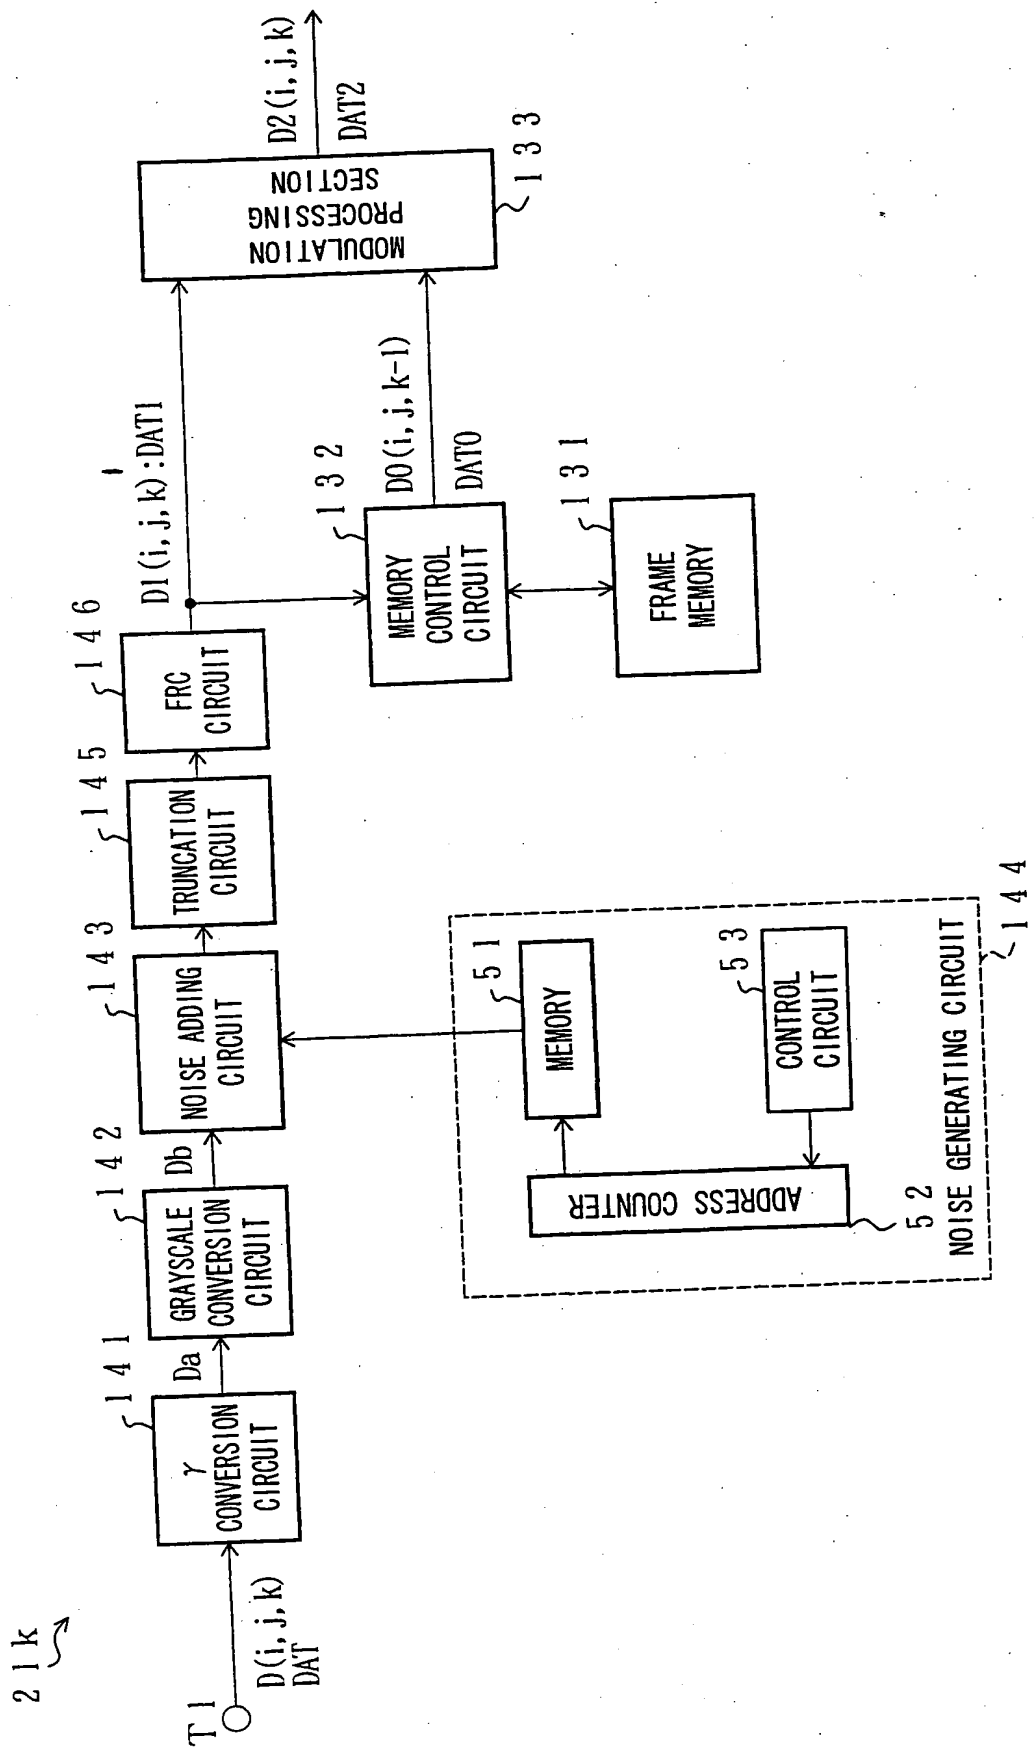 21k
T1
D(i,j,k)
DAT
141
γ
CONVERSION
CIRCUIT
Da
142
GRAYSCALE
CONVERSION
CIRCUIT
Db
143
NOISE ADDING
CIRCUIT
145
TRUNCATION
CIRCUIT
146
FRC
CIRCUIT
D1(i,j,k):DAT1
132
MEMORY
CONTROL
CIRCUIT
D0(i,j,k-1)
DAT0
131
FRAME
MEMORY
MODULATION
PROCESSING
SECTION
133
D2(i,j,k)
DAT2
51
MEMORY
53
CONTROL
CIRCUIT
ADDRESS COUNTER
52
NOISE GENERATING CIRCUIT
144